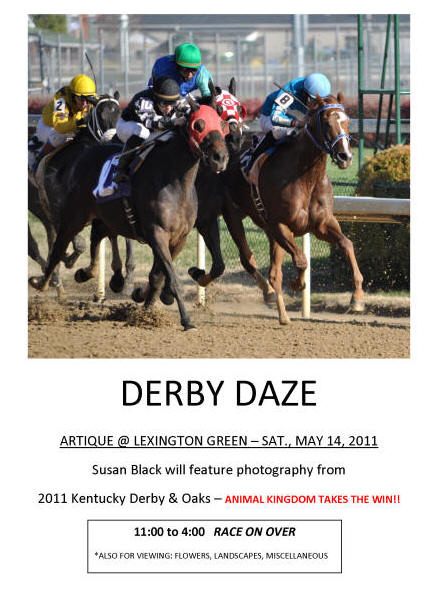 2
8
DERBY DAZE
ARTIQUE @ LEXINGTON GREEN – SAT., MAY 14, 2011
Susan Black will feature photography from
2011 Kentucky Derby & Oaks – ANIMAL KINGDOM TAKES THE WIN!!
11:00 to 4:00 RACE ON OVER
*ALSO FOR VIEWING: FLOWERS, LANDSCAPES, MISCELLANEOUS